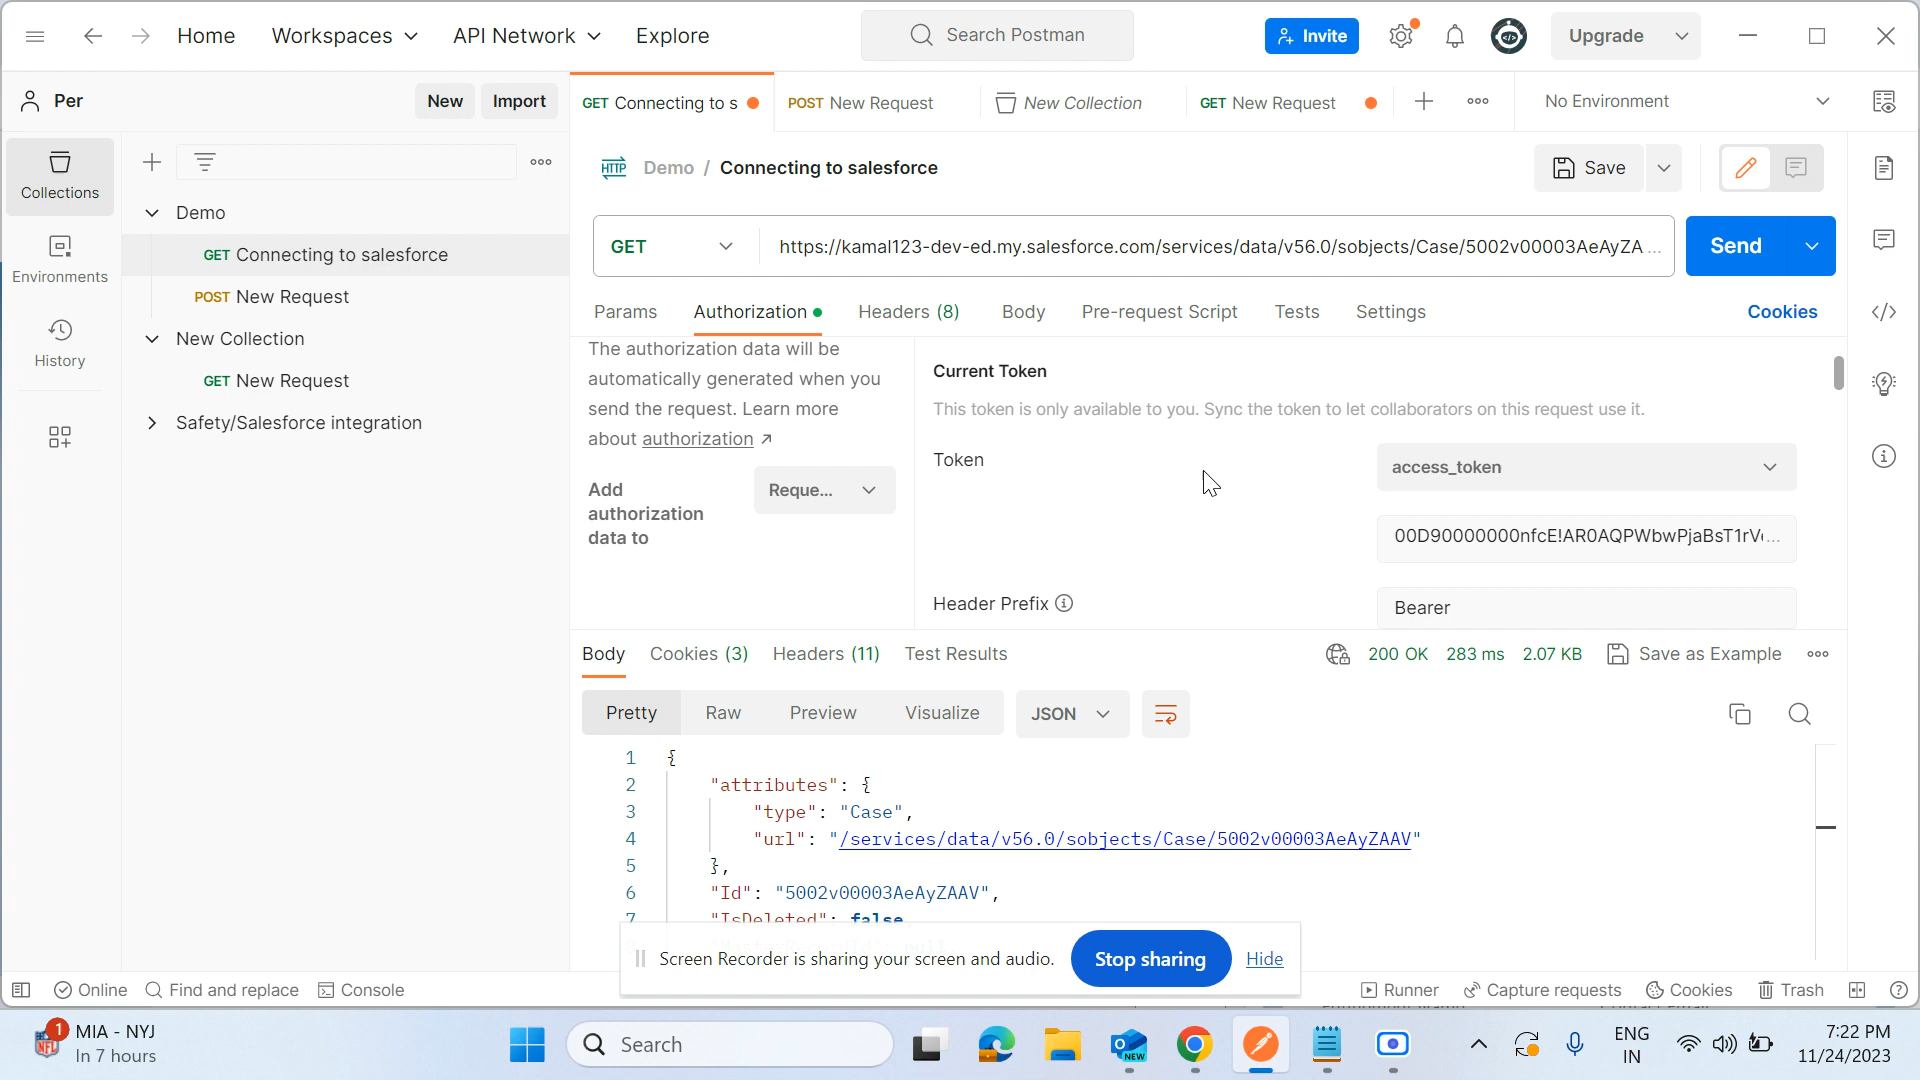 Home
Workspaces
API Network
Explore
Search Postman
Invite
Upgrade
Per
New
Import
GET Connecting to s
POST New Request
New Collection
GET New Request
No Environment
Collections
Environments
History
Demo
GET Connecting to salesforce
POST New Request
New Collection
GET New Request
Safety/Salesforce integration
HTTP Demo / Connecting to salesforce
Save
GET
https://kamal123-dev-ed.my.salesforce.com/services/data/v56.0/sobjects/Case/5002v00003AeAyZA ...
Send
Params
Authorization
Headers (8)
Body
Pre-request Script
Tests
Settings
Cookies
The authorization data will be
automatically generated when you
send the request. Learn more
about authorization ↗
Add
authorization
data to
Reque...
Current Token
This token is only available to you. Sync the token to let collaborators on this request use it.
Token
access_token
00D90000000nfcE!AR0AQPWbwPjaBsT1rV...
Header Prefix
Bearer
Body
Cookies (3)
Headers (11)
Test Results
200 OK
283 ms
2.07 KB
Save as Example
Pretty
Raw
Preview
Visualize
JSON
1 {
2 "attributes": {
3 "type": "Case",
4 "url": "/services/data/v56.0/sobjects/Case/5002v00003AeAyZAAV"
5 },
6 "Id": "5002v00003AeAyZAAV",
7 "IsDeleted": false,
Screen Recorder is sharing your screen and audio.
Stop sharing
Hide
Online
Find and replace
Console
Runner
Capture requests
Cookies
Trash
1
NFL
MIA - NYJ
In 7 hours
Search
NEW
ENG
IN
7:22 PM
11/24/2023